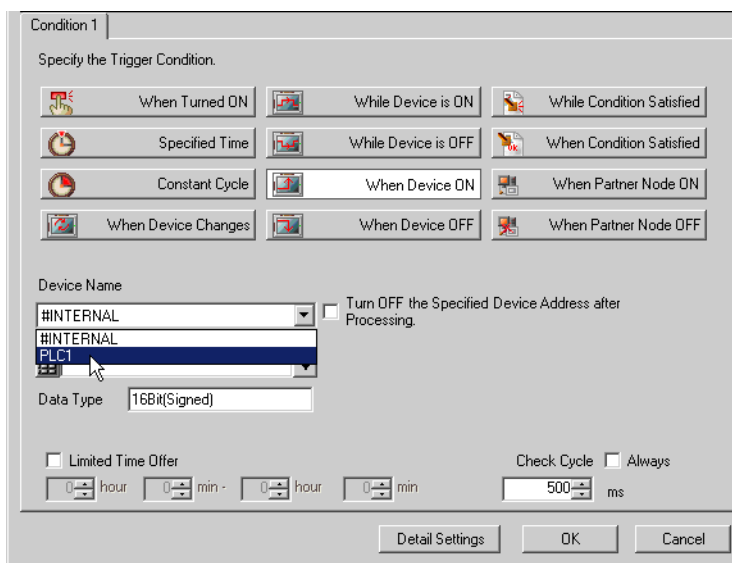 Condition 1
Specify the Trigger Condition.
When Turned ON
While Device is ON
While Condition Satisfied
Specified Time
While Device is OFF
When Condition Satisfied
Constant Cycle
When Device ON
When Partner Node ON
When Device Changes
When Device OFF
When Partner Node OFF
Device Name
#INTERNAL
Turn OFF the Specified Device Address after
Processing.
#INTERNAL
PLC1
Data Type 16Bit(Signed)
Limited Time Offer
Check Cycle Always
0 hour 0 min - 0 hour 0 min
500 ms
Detail Settings OK Cancel